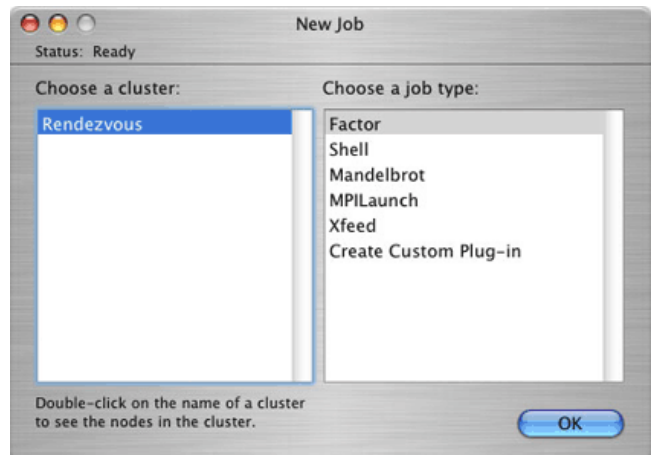 New Job
Status: Ready
Choose a cluster:
Rendezvous
Choose a job type:
Factor
Shell
Mandelbrot
MPILaunch
Xfeed
Create Custom Plug-in
Double-click on the name of a cluster
to see the nodes in the cluster.
OK